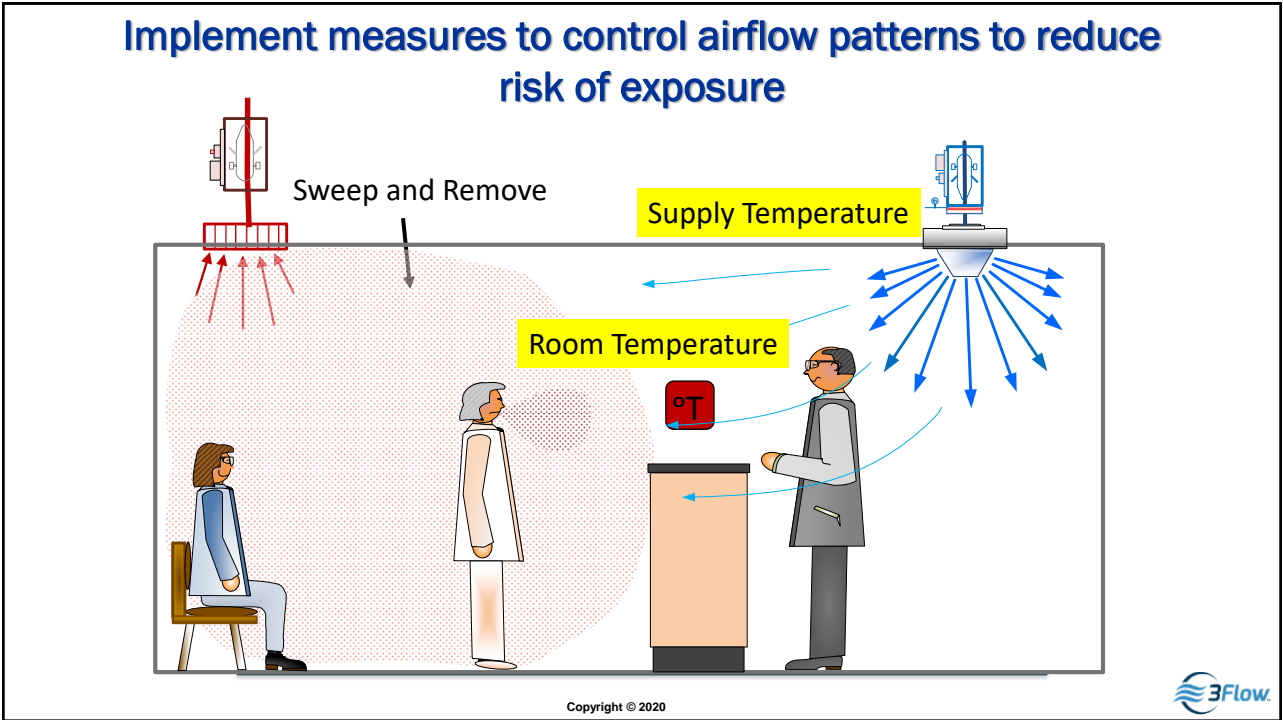 Implement measures to control airflow patterns to reduce
risk of exposure
Sweep and Remove
Supply Temperature
Room Temperature
ºT
Copyright © 2020
3Flow